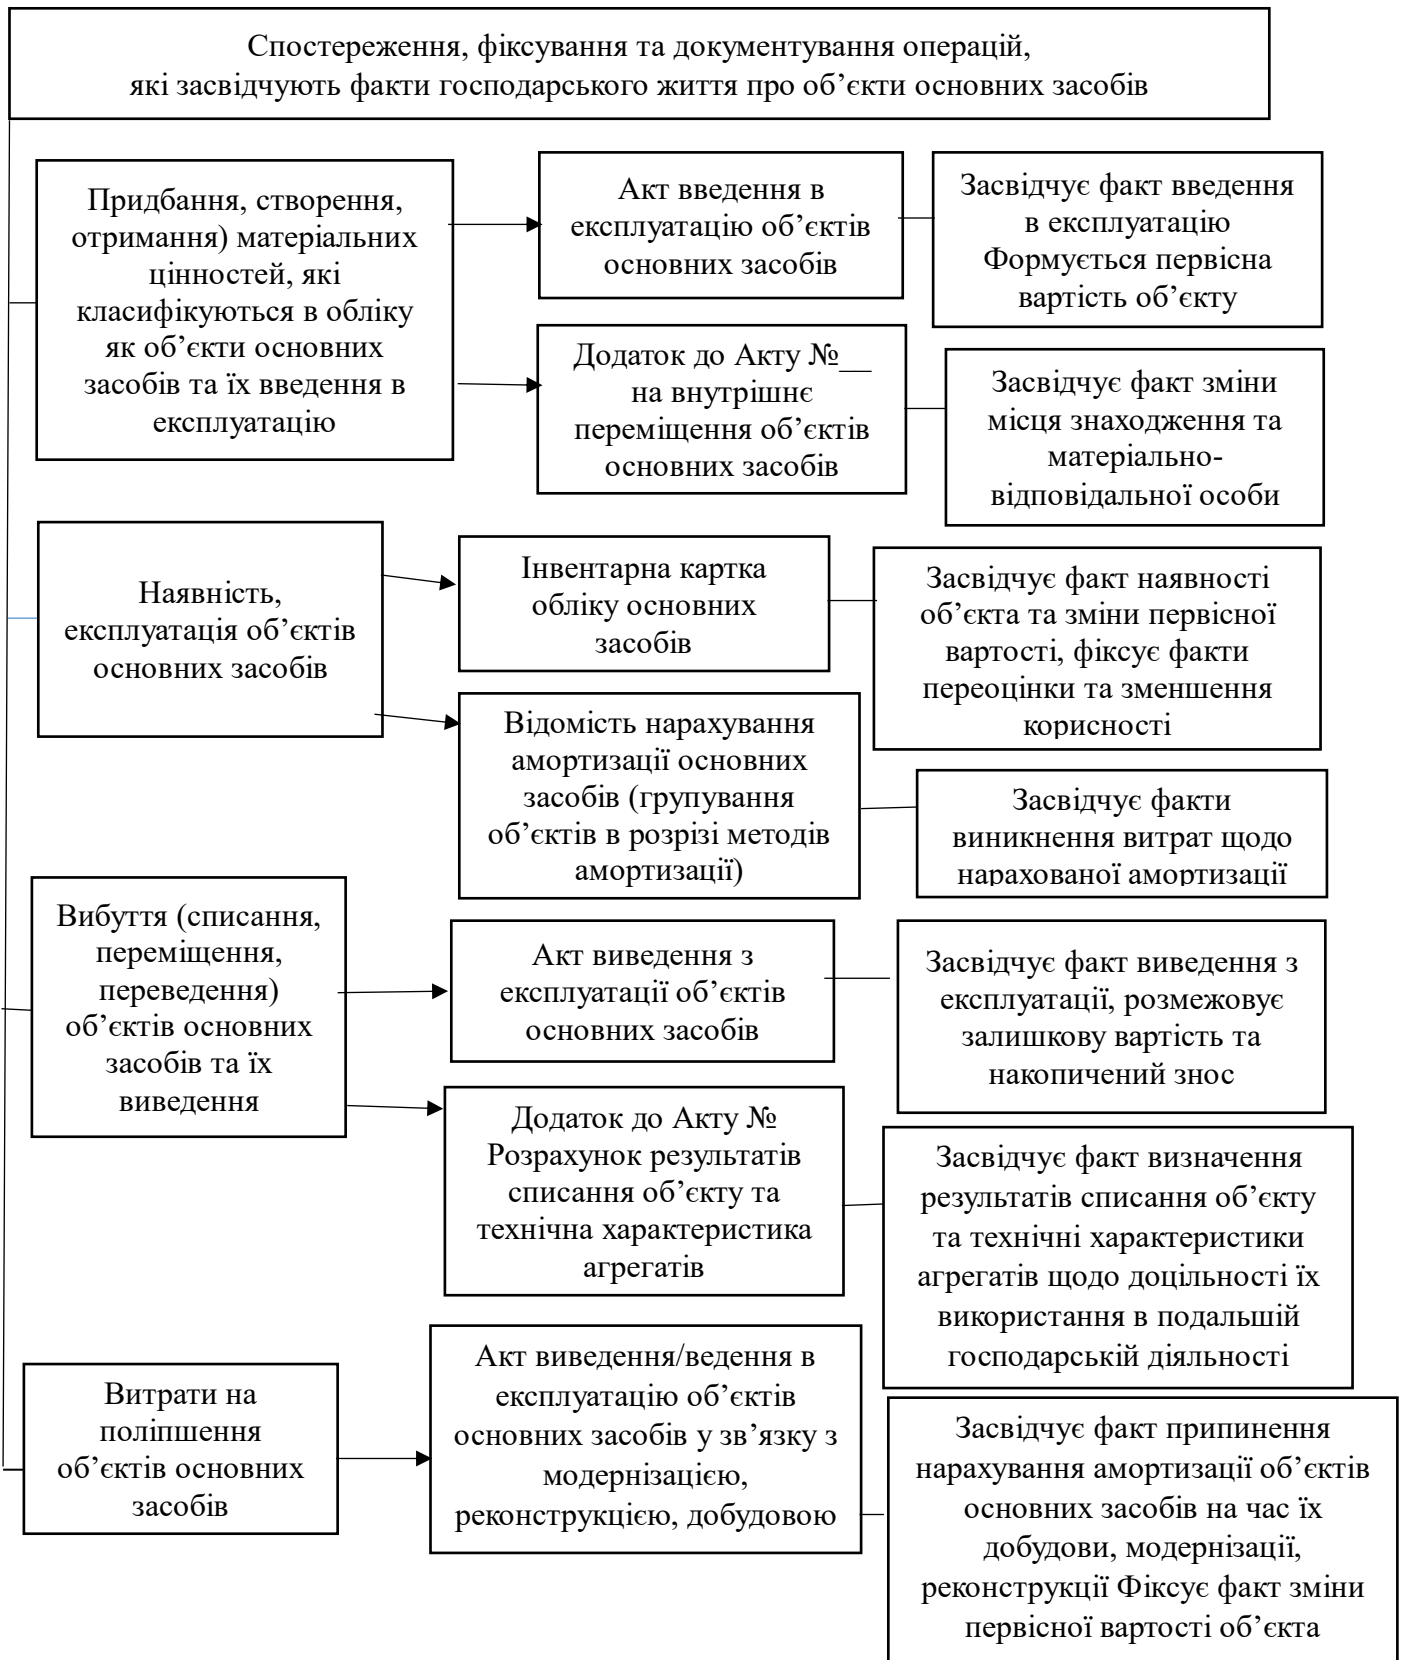 Спостереження, фіксування та документування операцій,
які засвідчують факти господарського життя про об’єкти основних засобів
Придбання, створення,
отримання) матеріальних
цінностей, які
класифікуються в обліку
як об’єкти основних
засобів та їх введення в
експлуатацію
Акт введення в
експлуатацію об’єктів
основних засобів
Засвідчує факт введення
в експлуатацію
Формується первісна
вартість об’єкту
Додаток до Акту №__
на внутрішнє
переміщення об’єктів
основних засобів
Засвідчує факт зміни
місця знаходження та
матеріально-
відповідальної особи
Наявність,
експлуатація об’єктів
основних засобів
Інвентарна картка
обліку основних
засобів
Засвідчує факт наявності
об’єкта та зміни первісної
вартості, фіксує факти
переоцінки та зменшення
корисності
Відомість нарахування
амортизації основних
засобів (групування
об’єктів в розрізі методів
амортизації)
Засвідчує факти
виникнення витрат щодо
нарахованої амортизації
Вибуття (списання,
переміщення,
переведення)
об’єктів основних
засобів та їх
виведення
Акт виведення з
експлуатації об’єктів
основних засобів
Засвідчує факт виведення з
експлуатації, розмежовує
залишкову вартість та
накопичений знос
Додаток до Акту №
Розрахунок результатів
списання об’єкту та
технічна характеристика
агрегатів
Засвідчує факт визначення
результатів списання об’єкту
та технічні характеристики
агрегатів щодо доцільності їх
використання в подальшій
господарській діяльності
Витрати на
поліпшення
об’єктів основних
засобів
Акт виведення/ведення в
експлуатацію об’єктів
основних засобів у зв’язку з
модернізацією,
реконструкцією, добудовою
Засвідчує факт припинення
нарахування амортизації об’єктів
основних засобів на час їх
добудови, модернізації,
реконструкції Фіксує факт зміни
первісної вартості об’єкта